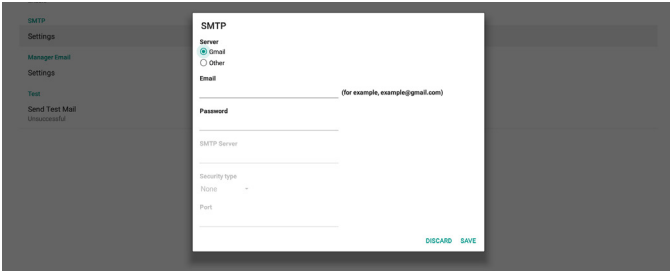 SMTP
Settings
Manager Email
Settings
Test
Send Test Mail
Unsuccessful
SMTP
Server
Gmail
Other
Email
(for example, example@gmail.com)
Password
SMTP Server
Security type
None
Port
DISCARD SAVE